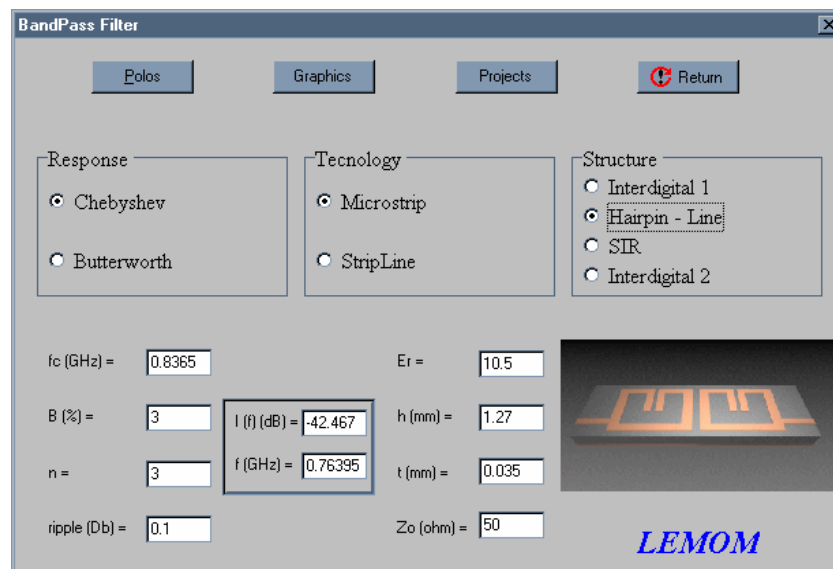 BandPass Filter
Polos
Graphics
Projects
Return
Response
Chebyshev
Butterworth
Tecnology
Microstrip
StripLine
Structure
Interdigital 1
Hairpin - Line
SIR
Interdigital 2
fc (GHz) = 0.8365
B (%) = 3
n = 3
ripple (Db) = 0.1
I (f) (dB) = -42.467
f (GHz) = 0.76395
Er = 10.5
h (mm) = 1.27
t (mm) = 0.035
Zo (ohm) = 50
LEMOM